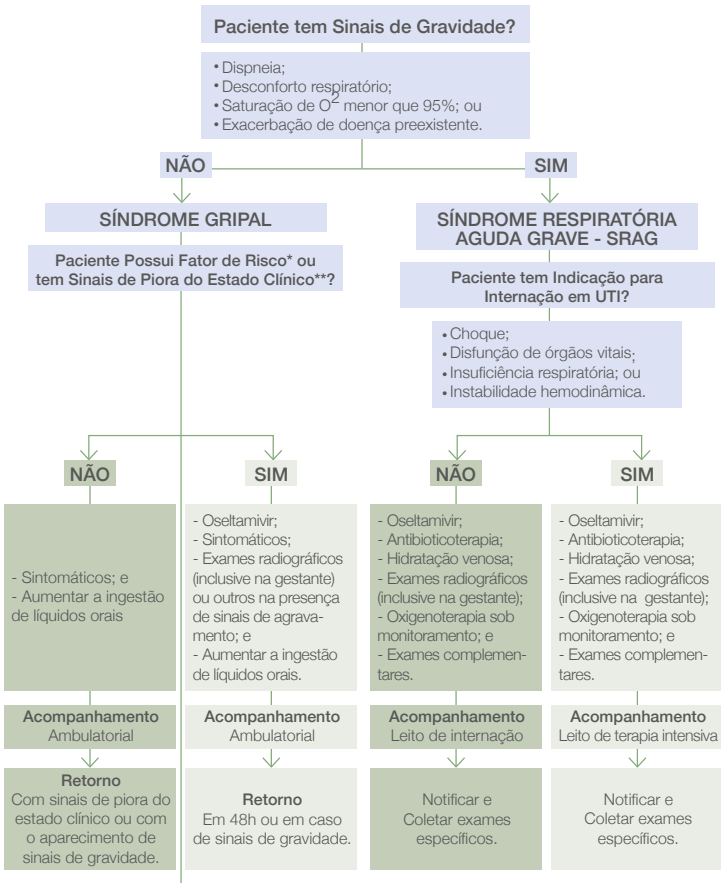 Paciente tem Sinais de Gravidade?
• Dispneia;
• Desconforto respiratório;
• Saturação de O2 menor que 95%; ou
• Exacerbação de doença preexistente.
NÃO
SIM
SÍNDROME GRIPAL
Paciente Possui Fator de Risco* ou
tem Sinais de Piora do Estado Clínico**?
SÍNDROME RESPIRATÓRIA
AGUDA GRAVE - SRAG
Paciente tem Indicação para
Internação em UTI?
• Choque;
• Disfunção de órgãos vitais;
• Insuficiência respiratória; ou
• Instabilidade hemodinâmica.
NÃO
- Sintomáticos; e
- Aumentar a ingestão
de líquidos orais
Acompanhamento
Ambulatorial
Retorno
Com sinais de piora do
estado clínico ou com
o aparecimento de
sinais de gravidade.
SIM
- Oseltamivir;
- Sintomáticos;
- Exames radiográficos
(inclusive na gestante)
ou outros na presença
de sinais de agrava-
mento; e
- Aumentar a ingestão
de líquidos orais.
Acompanhamento
Ambulatorial
Retorno
Em 48h ou em caso
de sinais de gravidade.
NÃO
- Oseltamivir;
- Antibioticoterapia;
- Hidratação venosa;
- Exames radiográficos
(inclusive na gestante);
- Oxigenoterapia sob
monitoramento; e
- Exames complemen-
tares.
Acompanhamento
Leito de internação
Notificar e
Coletar exames
específicos.
SIM
- Oseltamivir;
- Antibioticoterapia;
- Hidratação venosa;
- Exames radiográficos
(inclusive na gestante);
- Oxigenoterapia sob
monitoramento; e
- Exames complemen-
tares.
Acompanhamento
Leito de terapia intensiva
Notificar e
Coletar exames
específicos.